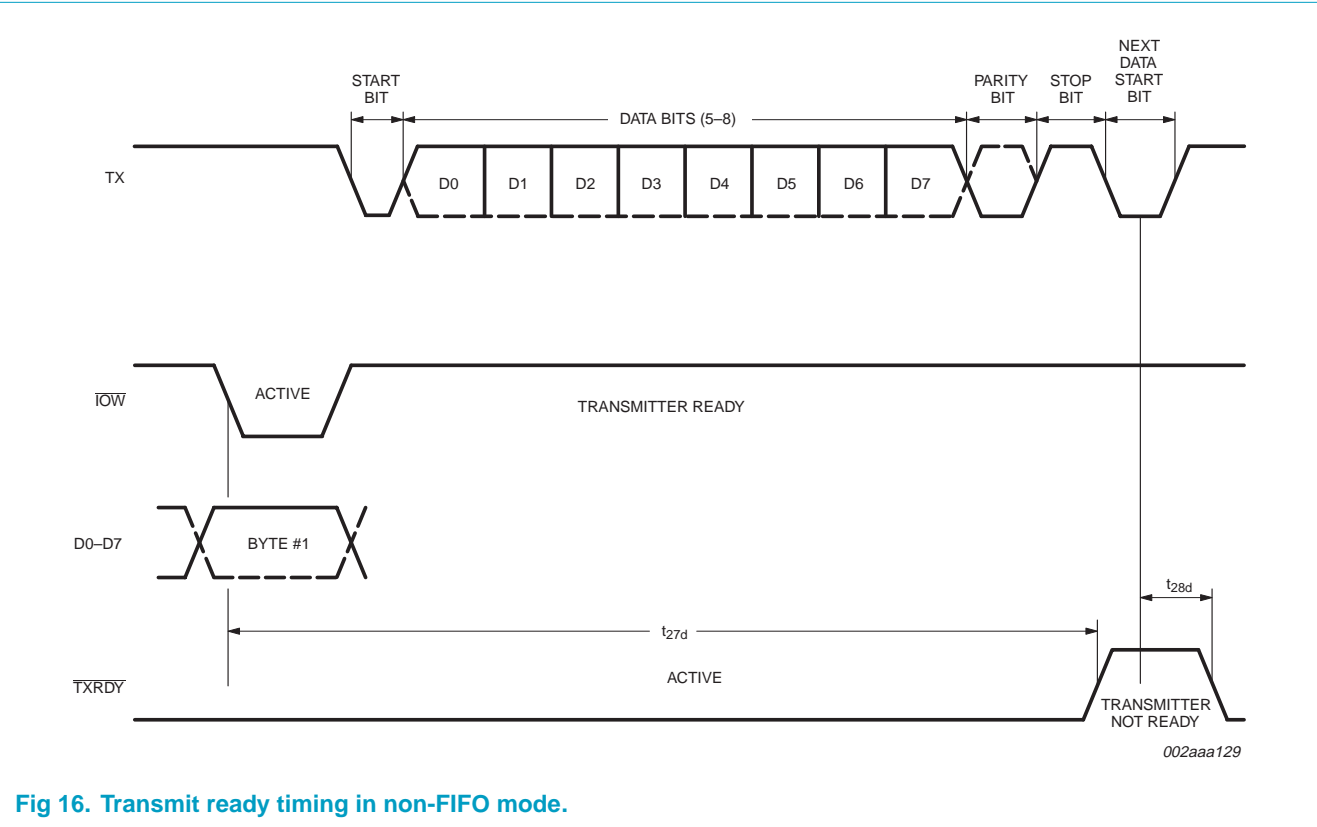 START
BIT
DATA BITS (5–8)
PARITY
BIT
STOP
BIT
NEXT
DATA
START
BIT
TX
D0
D1
D2
D3
D4
D5
D6
D7
IOW
ACTIVE
TRANSMITTER READY
D0–D7
BYTE #1
t28d
t27d
TXRDY
ACTIVE
TRANSMITTER
NOT READY
002aaa129
Fig 16. Transmit ready timing in non-FIFO mode.